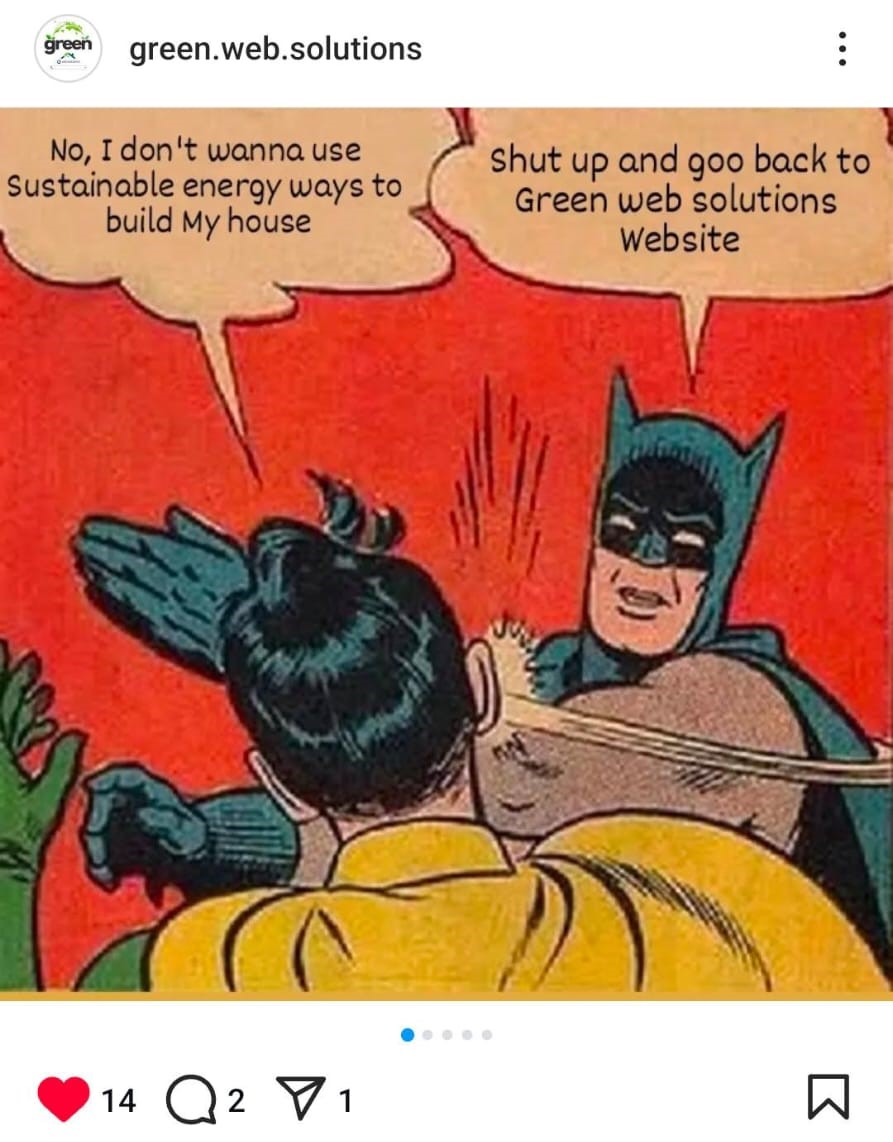 green
green.web.solutions
No, I don't wanna use
Sustainable energy ways to
build My house
Shut up and goo back to
Green web solutions
Website
14
2
1